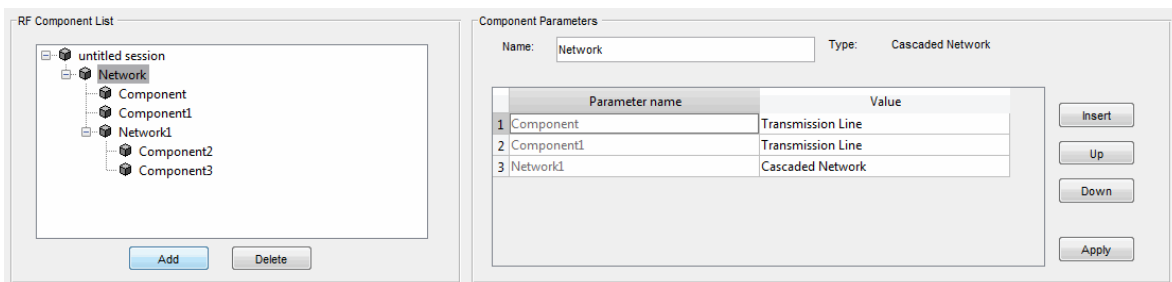 RF Component List
untitled session
Network
Component
Component1
Network1
Component2
Component3
Add
Delete
Component Parameters
Name:
Network
Type:
Cascaded Network
Parameter name
Value
1 Component Transmission Line
2 Component1 Transmission Line
3 Network1 Cascaded Network
Insert
Up
Down
Apply